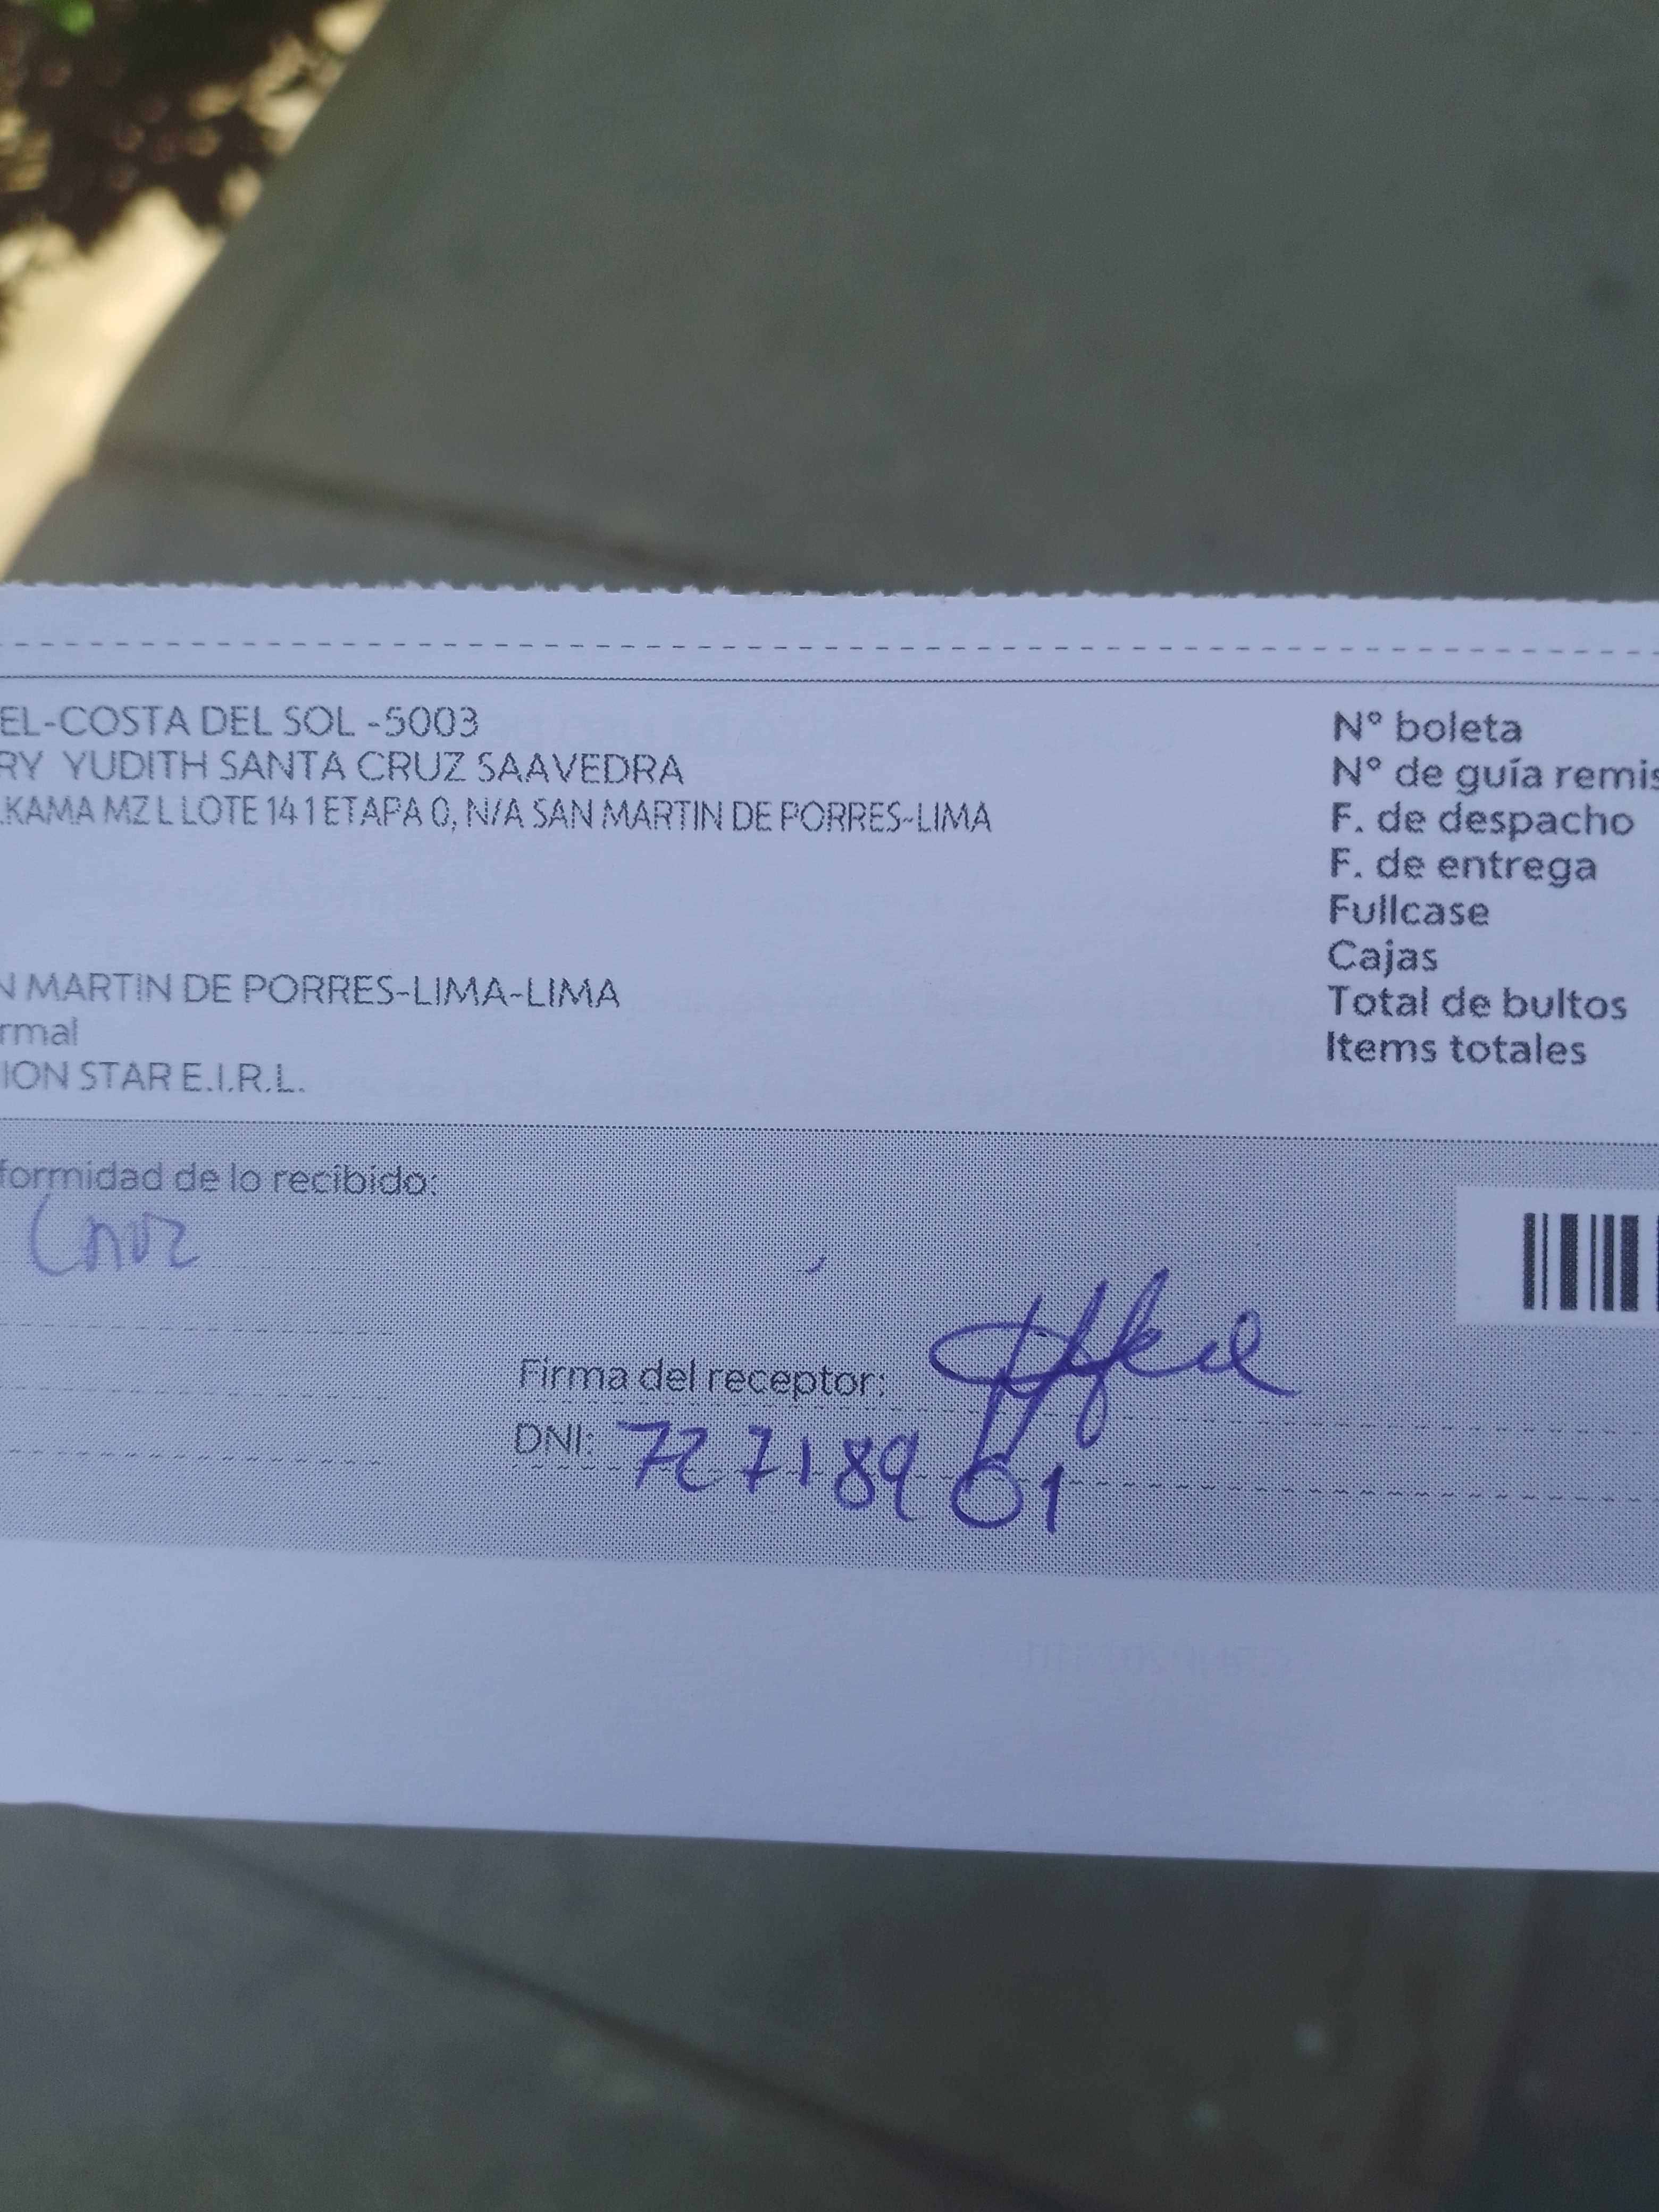 EL-COSTA DEL SOL -5003
RY YUDITH SANTA CRUZ SAAVEDRA
KAMA MZ L LOTE 14 1 ETAPA 0, N/A SAN MARTIN DE PORRES-LIMA
N MARTIN DE PORRES-LIMA-LIMA
rmal
ION STAR E.I.R.L.
Nº boleta
Nº de guía remis
F. de despacho
F. de entrega
Fullcase
Cajas
Total de bultos
Items totales
formidad de lo recibido:
Cruz
Firma del receptor:
DNI: 72718901